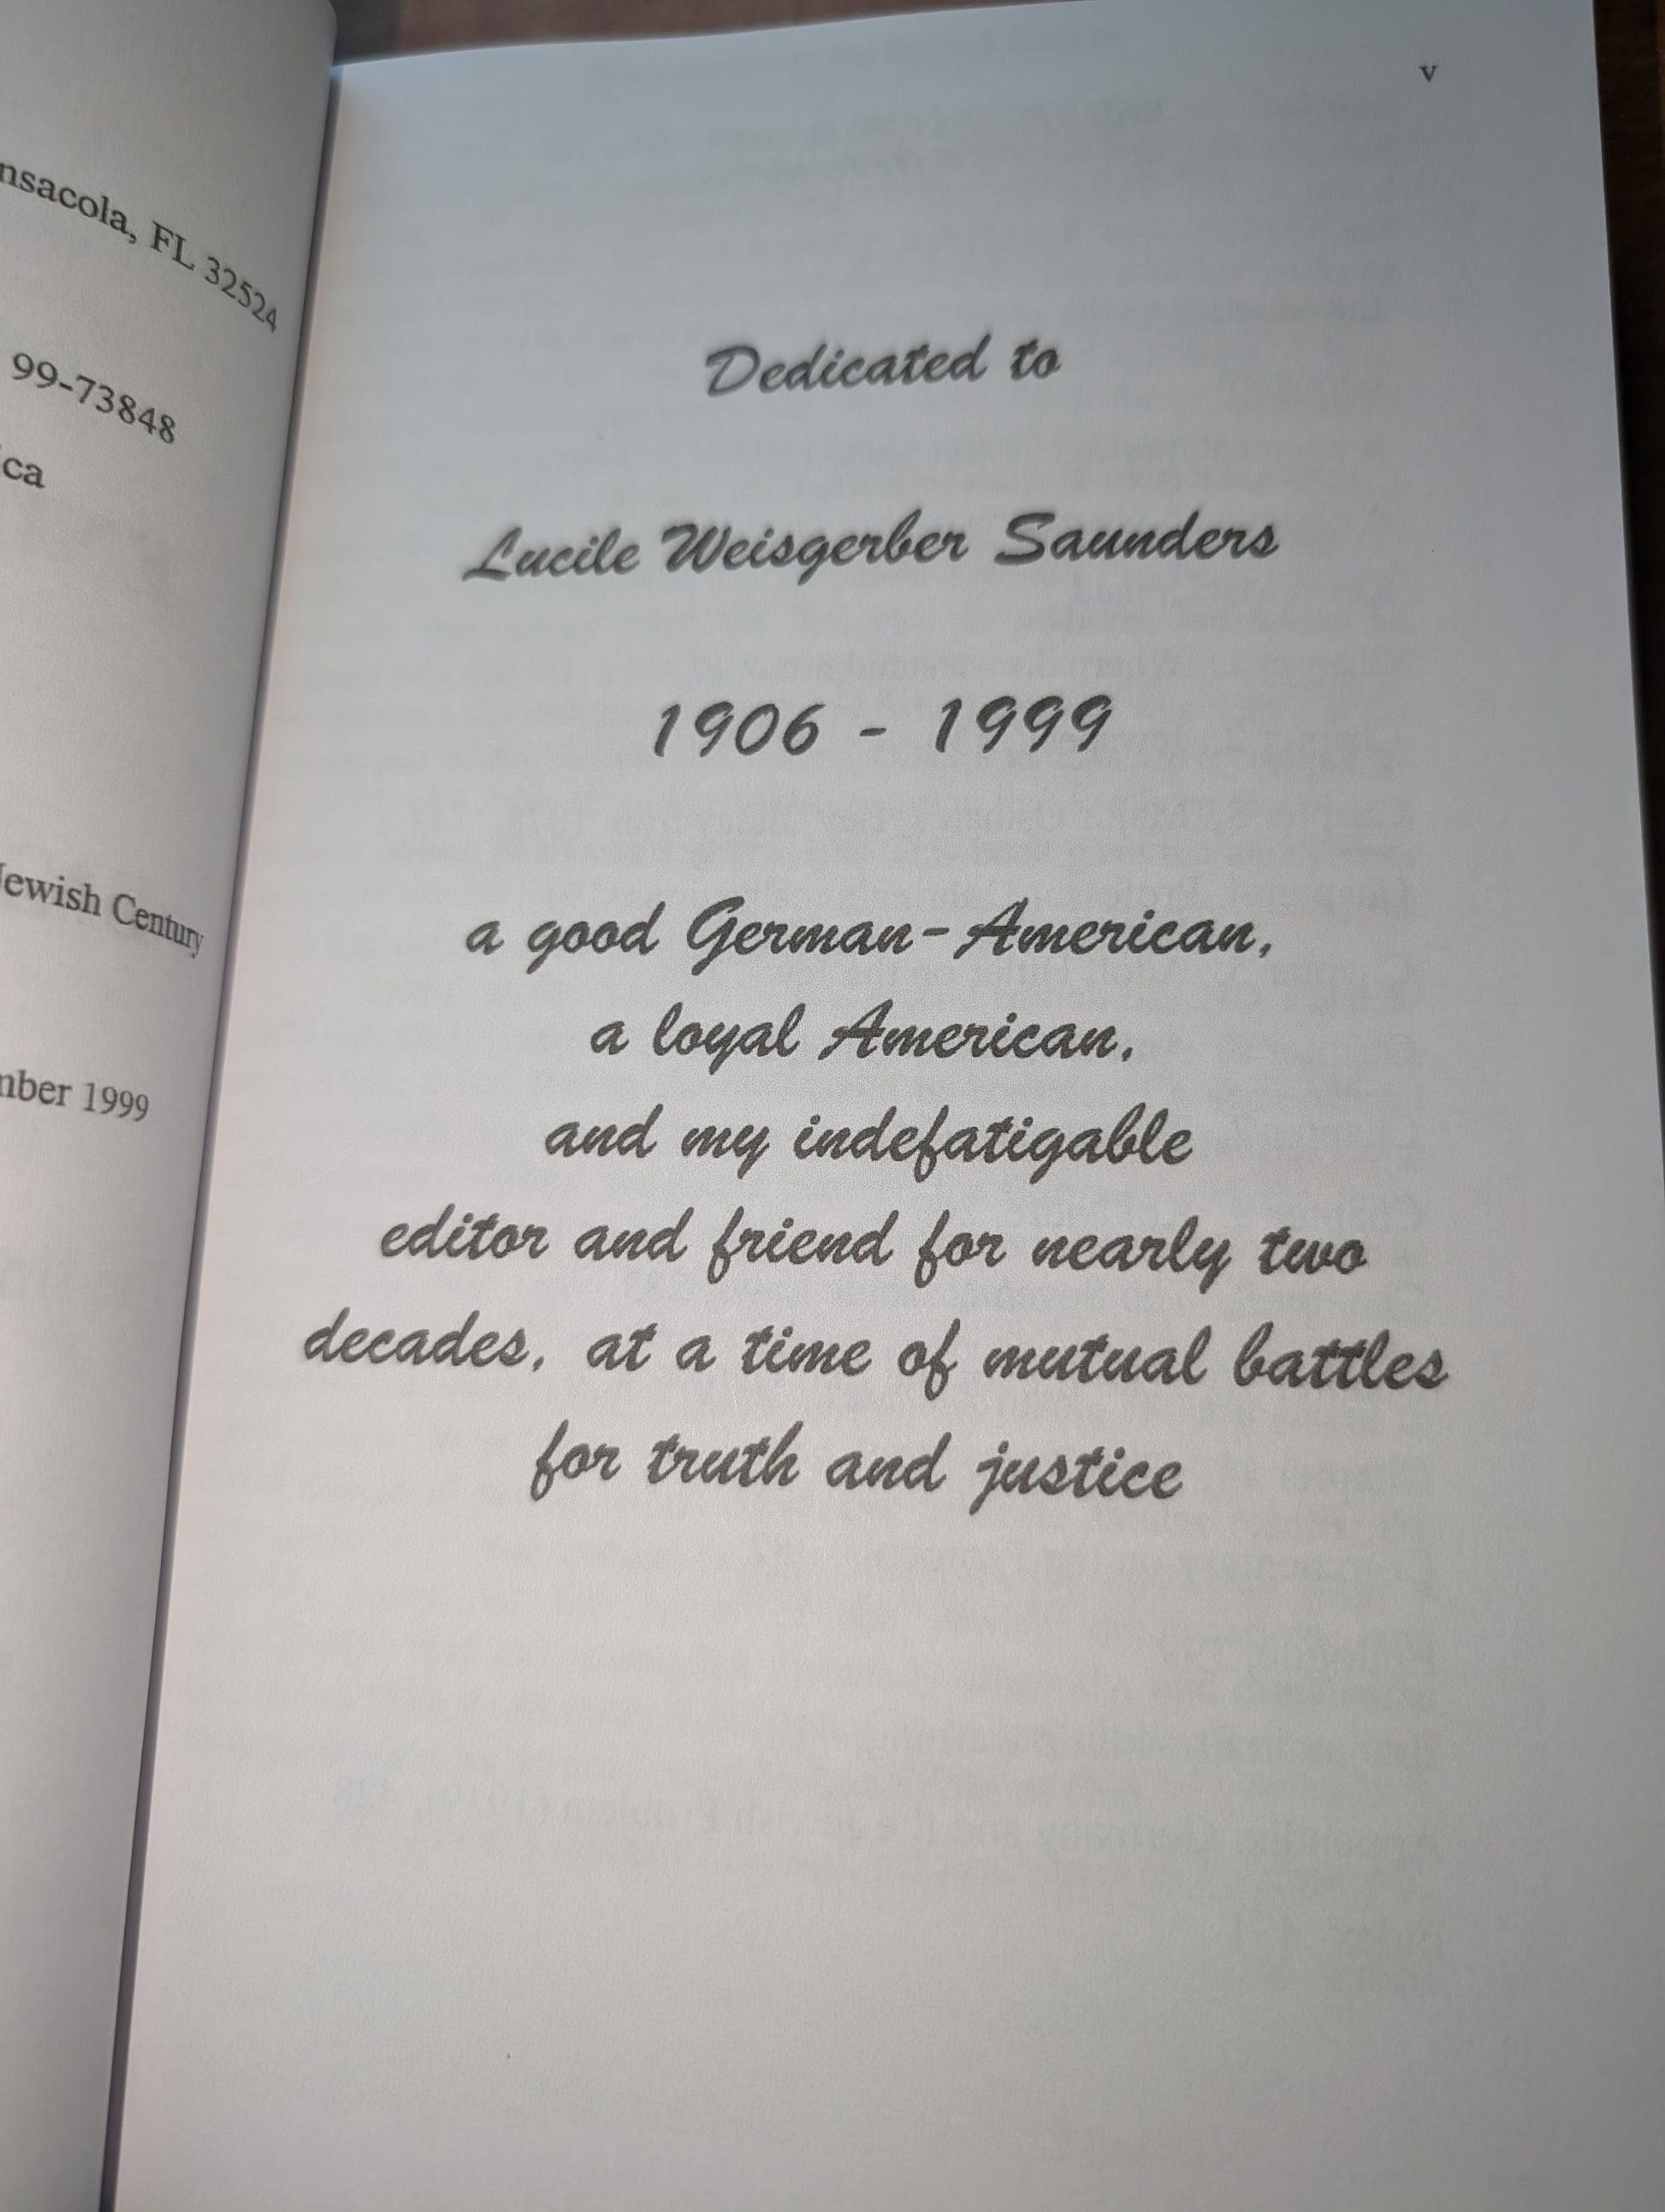 nsacola, FL 32524
99-73848
ca
Jewish Century
mber 1999
v
Dedicated to
Lucile Weisgerber Saunders
1906 - 1999
a good German-American,
a loyal American,
and my indefatigable
editor and friend for nearly two
decades, at a time of mutual battles
for truth and justice